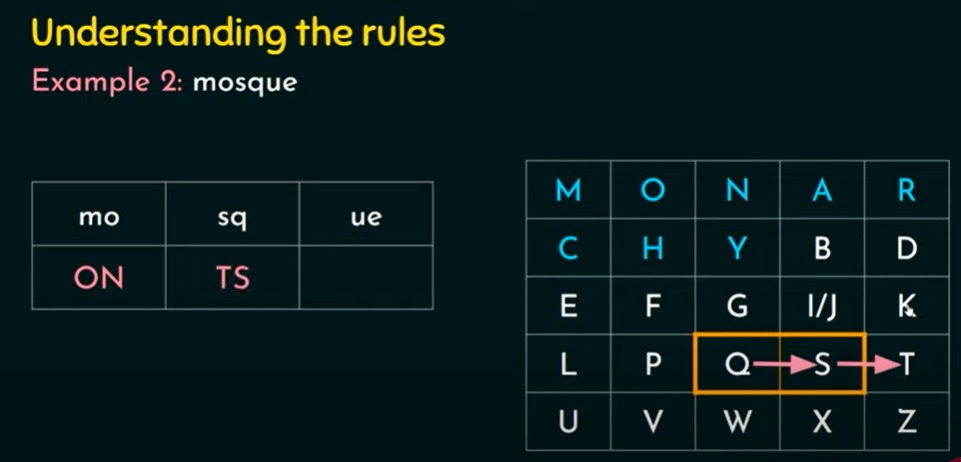 Understanding the rules
Example 2: mosque
mo sq ue
ON TS
M O N A R
C H Y B D
E F G I/J K
L P Q S T
U V W X Z